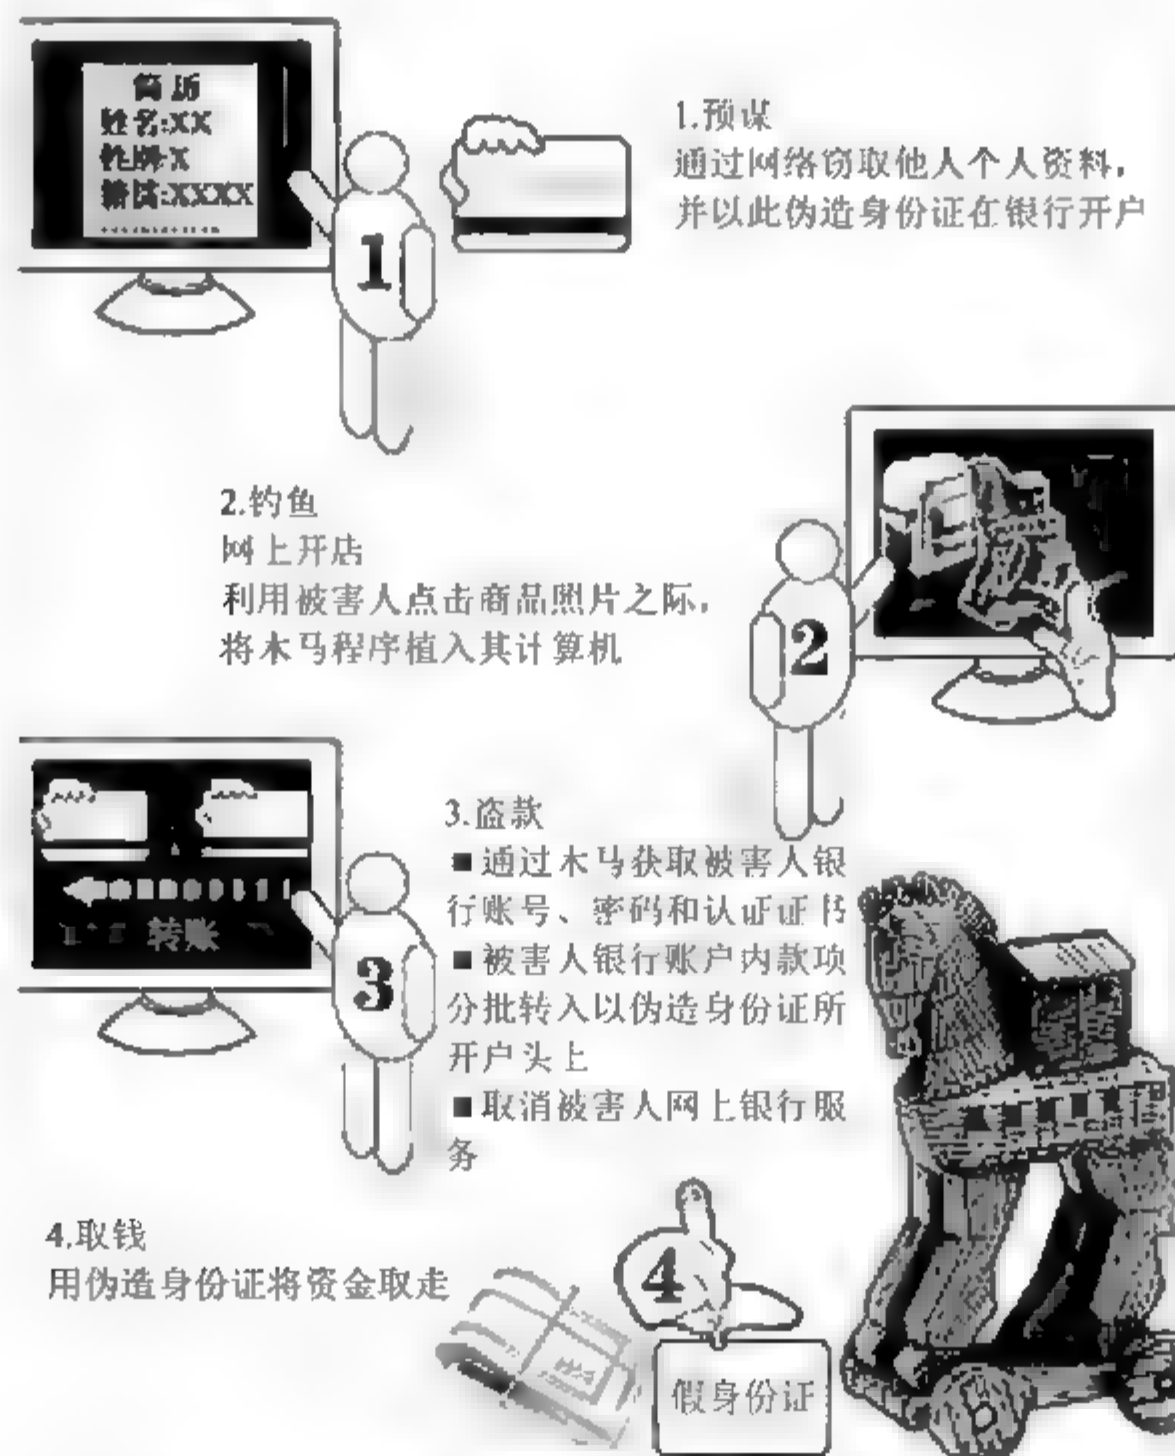 简历
姓名:XX
性别:X
籍贯:XXXX
1
1.预谋
通过网络窃取他人个人资料，
并以此伪造身份证在银行开户
2.钓鱼
网上开店
利用被害人点击商品照片之际，
将木马程序植入其计算机
2
转账
3
3.盗款
■通过木马获取被害人银
行账号、密码和认证证书
■被害人银行账户内款项
分批转入以伪造身份证所
开户头上
■取消被害人网上银行服
务
4.取钱
用伪造身份证将资金取走
4
假身份证